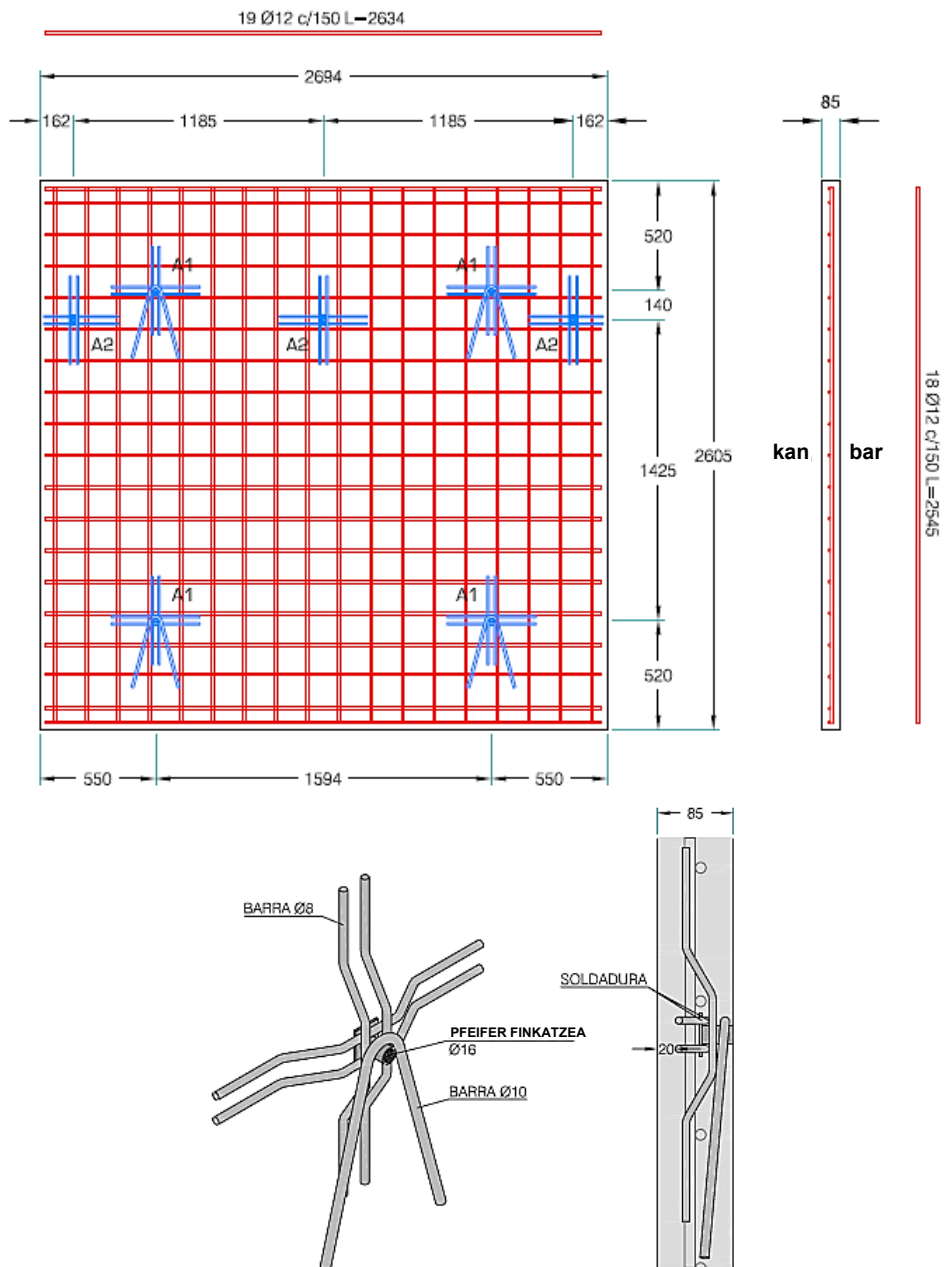 19 Ø12 c/150 L=2634
2694
85
162
1185
1185
162
520
A1
A1
140
A2
A2
A2
18 Ø12 c/150 L=2545
kan
bar
1425
2605
A1
A1
520
550
1594
550
85
BARRA Ø8
SOLDADURA
PFEIFER FINKATZEA
Ø16
20
BARRA Ø10